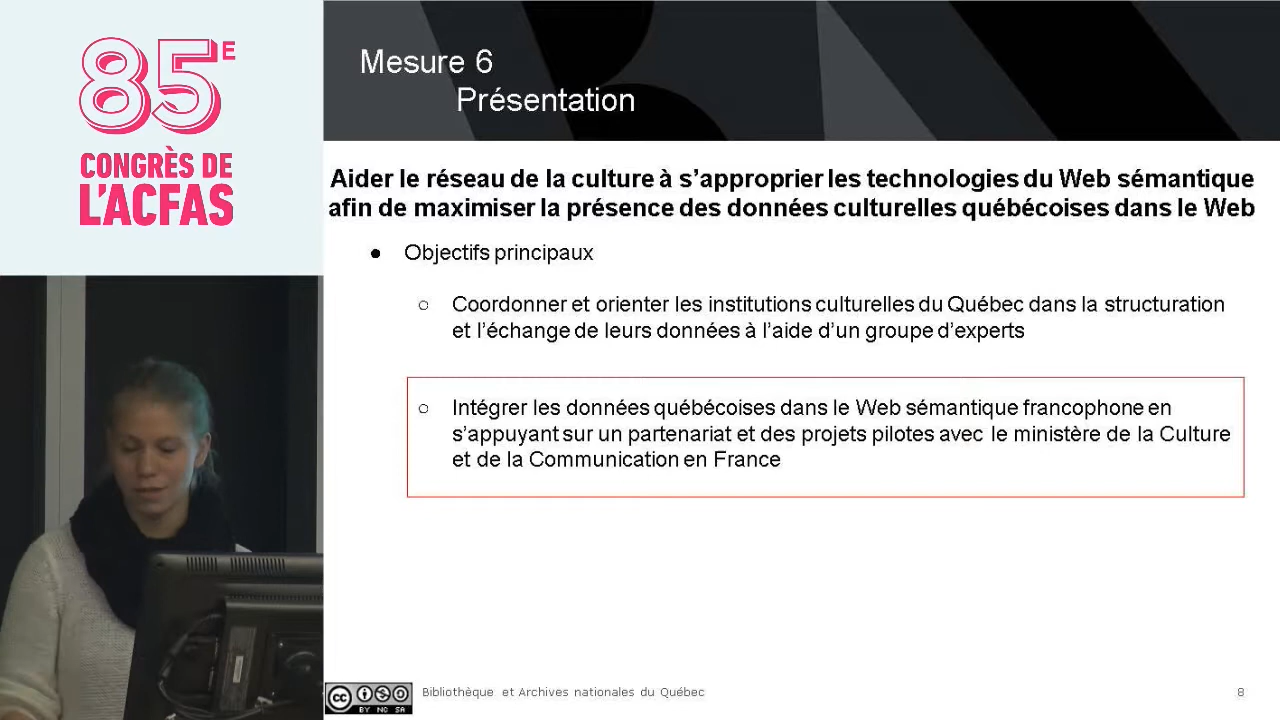 85E
CONGRÈS DE
L'ACFAS
Mesure 6
Présentation
Aider le réseau de la culture à s'approprier les technologies du Web sémantique
afin de maximiser la présence des données culturelles québécoises dans le Web
● Objectifs principaux
○ Coordonner et orienter les institutions culturelles du Québec dans la structuration
et l'échange de leurs données à l'aide d'un groupe d'experts
○ Intégrer les données québécoises dans le Web sémantique francophone en
s'appuyant sur un partenariat et des projets pilotes avec le ministère de la Culture
et de la Communication en France
cc
BY NC SA
Bibliothèque et Archives nationales du Québec
8